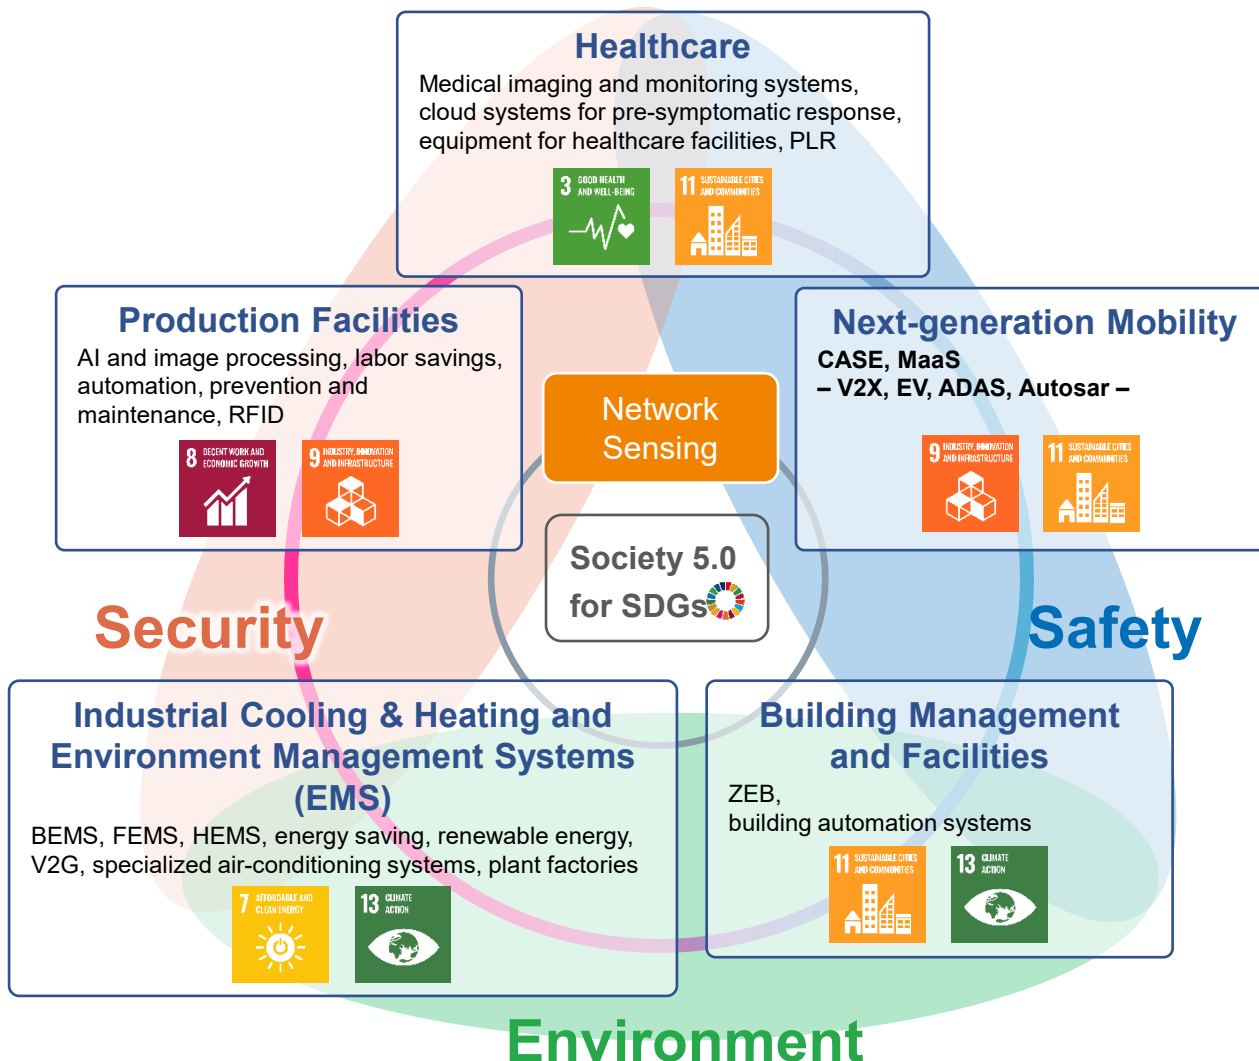 Healthcare
Medical imaging and monitoring systems,
cloud systems for pre-symptomatic response,
equipment for healthcare facilities, PLR
3 GOOD HEALTH
AND WELL-BEING
11 SUSTAINABLE CITIES
AND COMMUNITIES
Production Facilities
AI and image processing, labor savings,
automation, prevention and
maintenance, RFID
8 DECENT WORK AND
ECONOMIC GROWTH
9 INDUSTRY, INNOVATION
AND INFRASTRUCTURE
Next-generation Mobility
CASE, MaaS
– V2X, EV, ADAS, Autosar –
9 INDUSTRY, INNOVATION
AND INFRASTRUCTURE
11 SUSTAINABLE CITIES
AND COMMUNITIES
Network
Sensing
Society 5.0
for SDGs
Security
Safety
Industrial Cooling & Heating and
Environment Management Systems
(EMS)
BEMS, FEMS, HEMS, energy saving, renewable energy,
V2G, specialized air-conditioning systems, plant factories
7 AFFORDABLE AND
CLEAN ENERGY
13 CLIMATE
ACTION
Building Management
and Facilities
ZEB,
building automation systems
11 SUSTAINABLE CITIES
AND COMMUNITIES
13 CLIMATE
ACTION
Environment